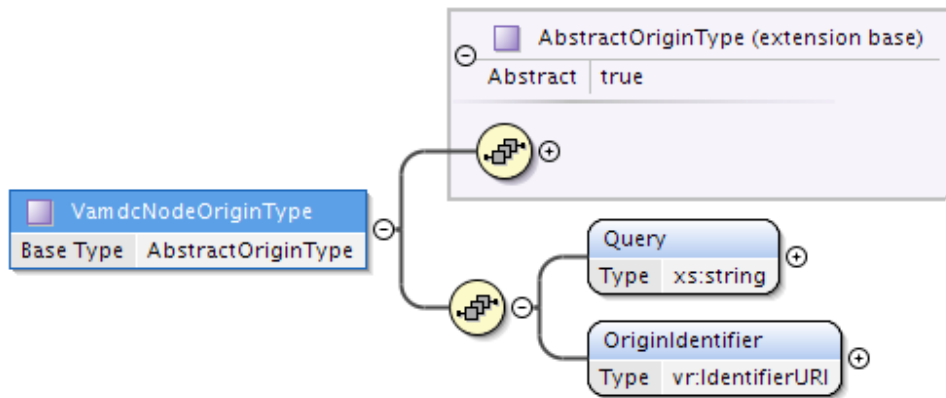 AbstractOriginType (extension base)
Abstract true
VamdcNodeOriginType
Base Type AbstractOriginType
Query
Type xs:string
OriginIdentifier
Type vr:IdentifierURI